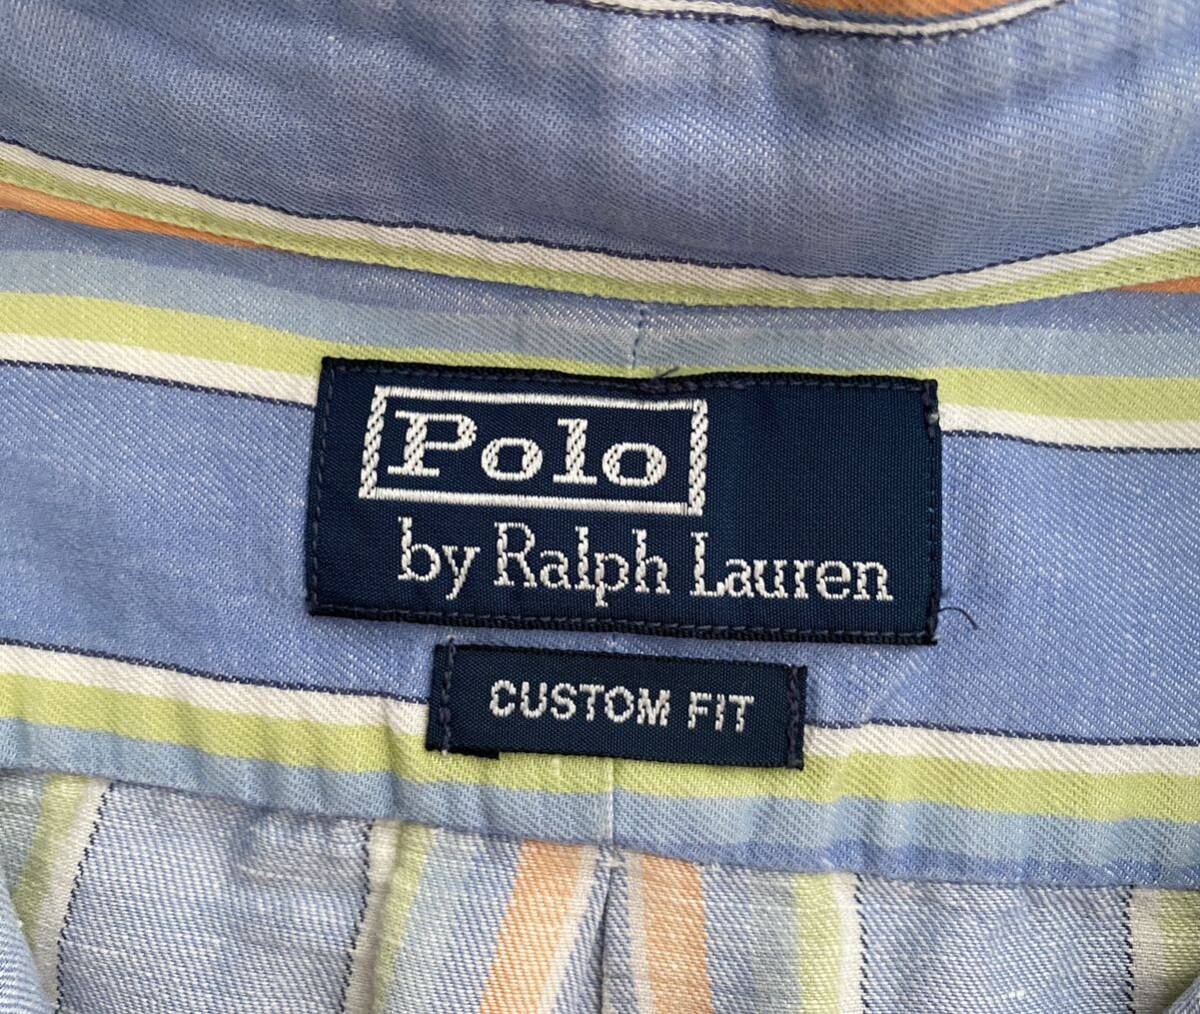 Polo
by Ralph Lauren
CUSTOM FIT